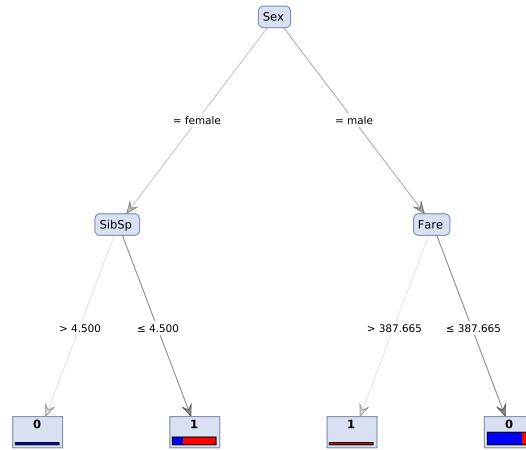 Sex
= female
= male
SibSp
Fare
> 4.500
≤ 4.500
> 387.665
≤ 387.665
0
1
1
0